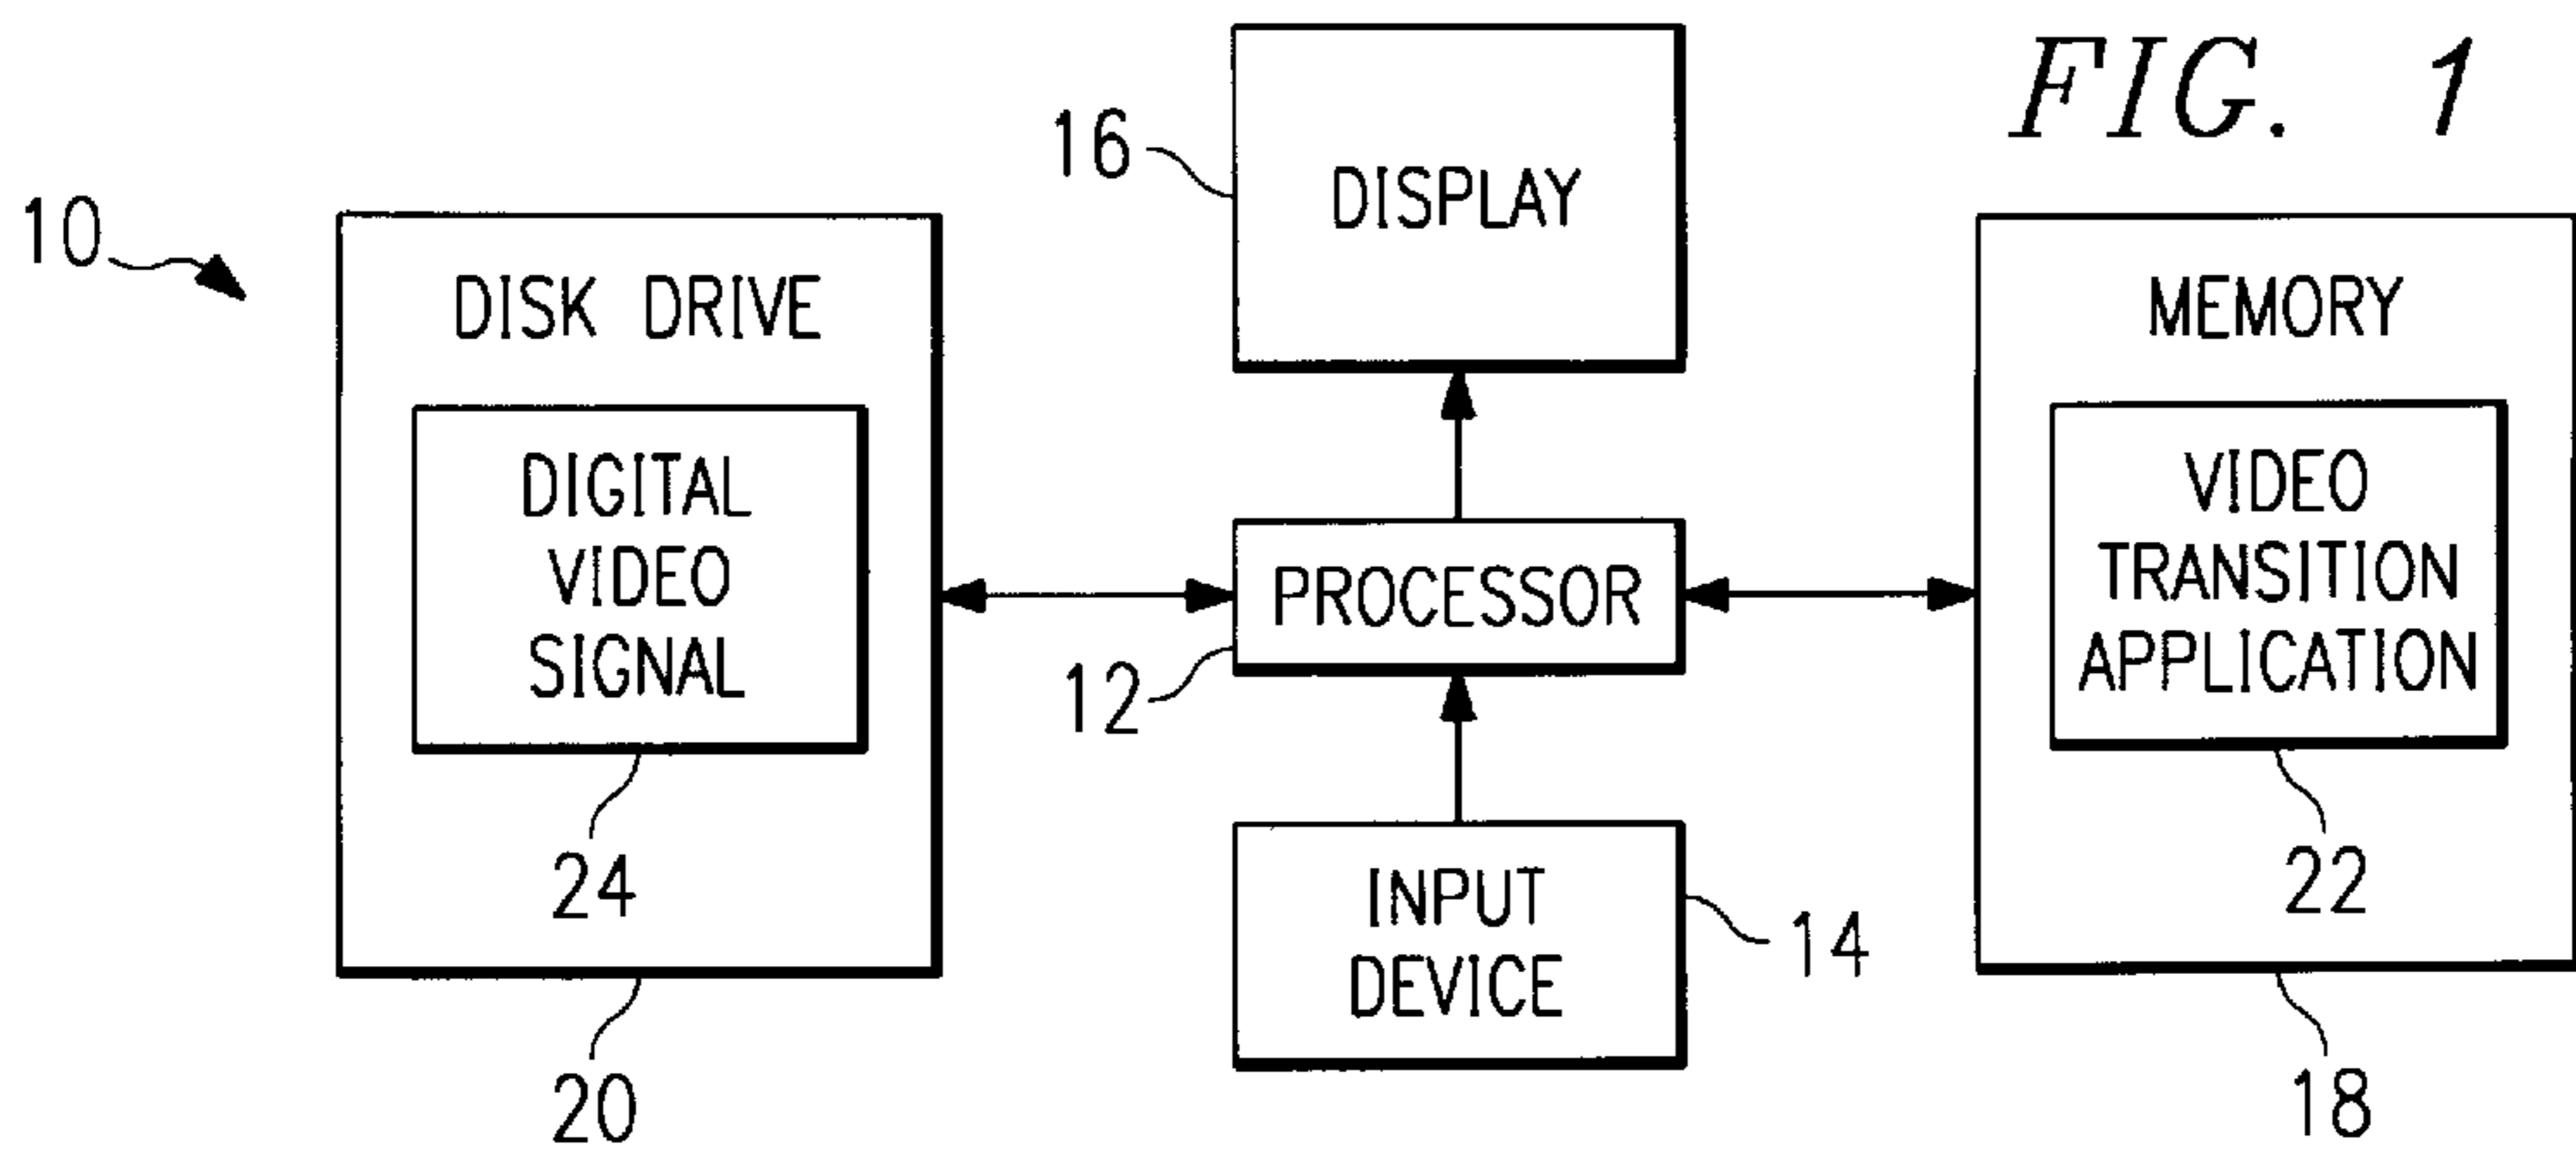 FIG. 1
10
16
DISPLAY
DISK DRIVE
DIGITAL
VIDEO
SIGNAL
24
20
PROCESSOR
12
INPUT
DEVICE
14
MEMORY
VIDEO
TRANSITION
APPLICATION
22
18